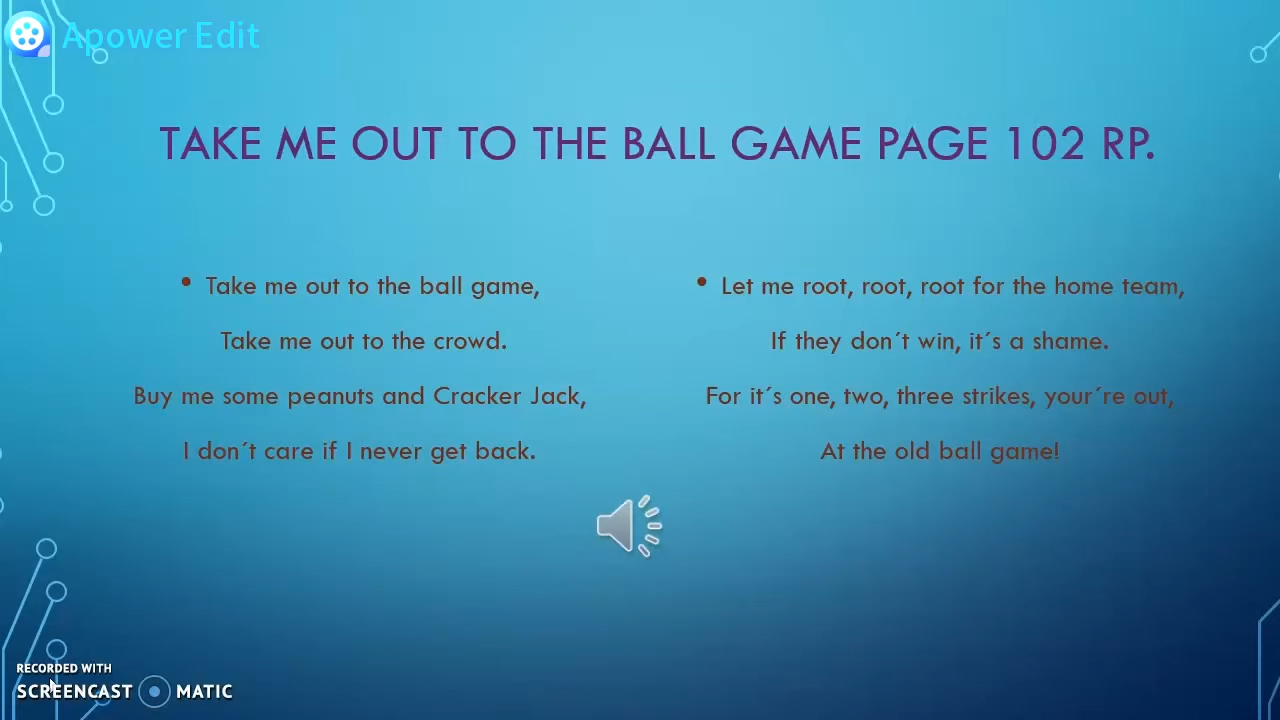 Apower Edit
TAKE ME OUT TO THE BALL GAME PAGE 102 RP.
• Take me out to the ball game,
Take me out to the crowd.
Buy me some peanuts and Cracker Jack,
I don´t care if I never get back.
• Let me root, root, root for the home team,
If they don´t win, it´s a shame.
For it´s one, two, three strikes, your´re out,
At the old ball game!
RECORDED WITH
SCREENCAST MATIC